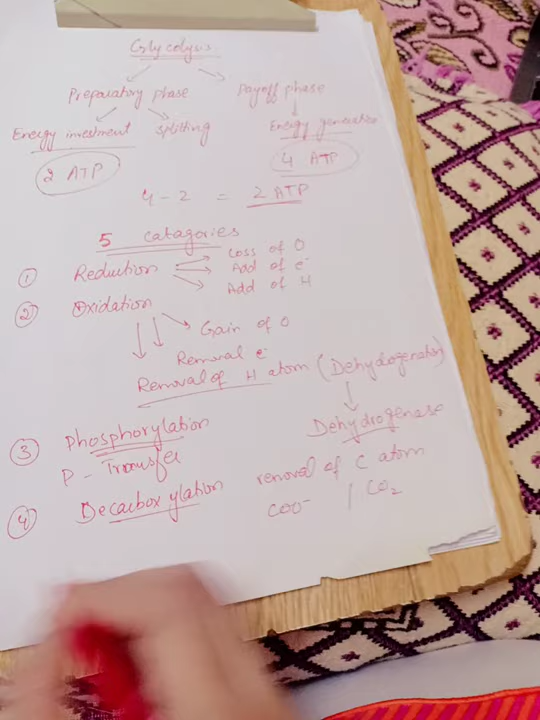 Glycolysis
Preparatory phase Payoff phase
Energy investment splitting Energy generation
2 ATP 4 ATP
4 - 2 = 2 ATP
5 catagories
① Reduction Loss of O
Add of e⁻
Add of H
② Oxidation
Gain of O
Removal e⁻
Removal of H atom (Dehydrogenation)
Dehydrogenase
③ Phosphorylation
P - Transfer
④ Decarboxylation removal of C atom
COO⁻ / CO₂